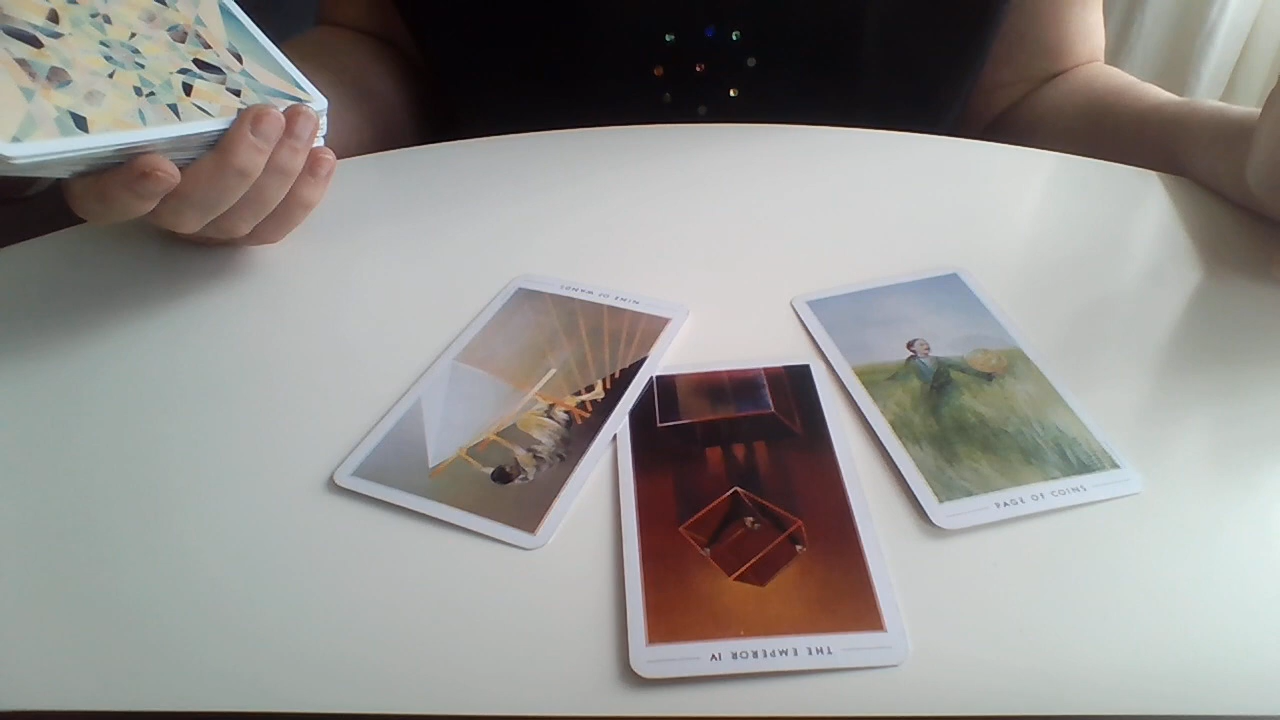 NINE OF WANDS
THE EMPEROR IV
PAGE OF COINS